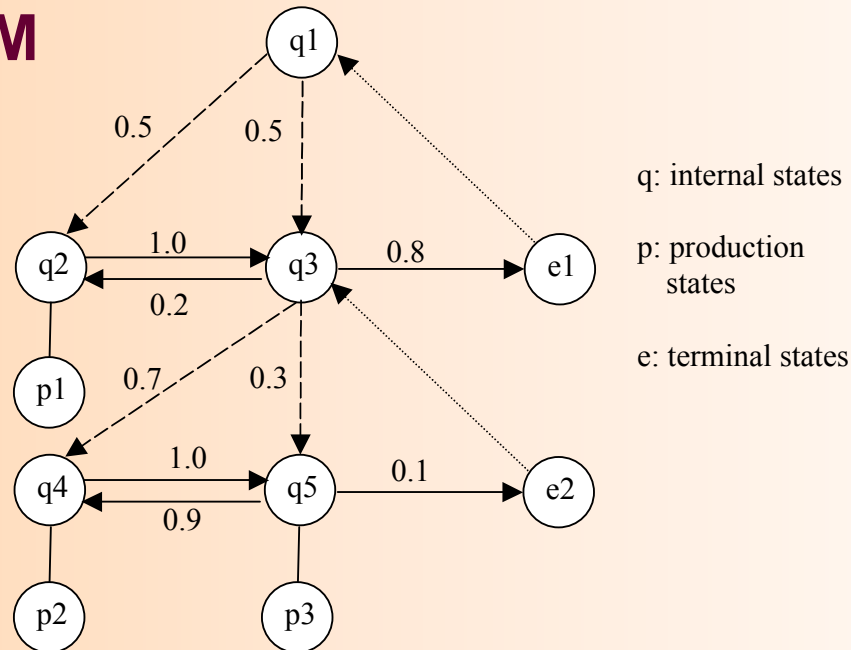 M
q1
0.5
0.5
q: internal states
q2
1.0
q3
0.8
e1
p: production
states
0.2
e: terminal states
p1
0.7
0.3
q4
1.0
q5
0.1
e2
0.9
p2
p3